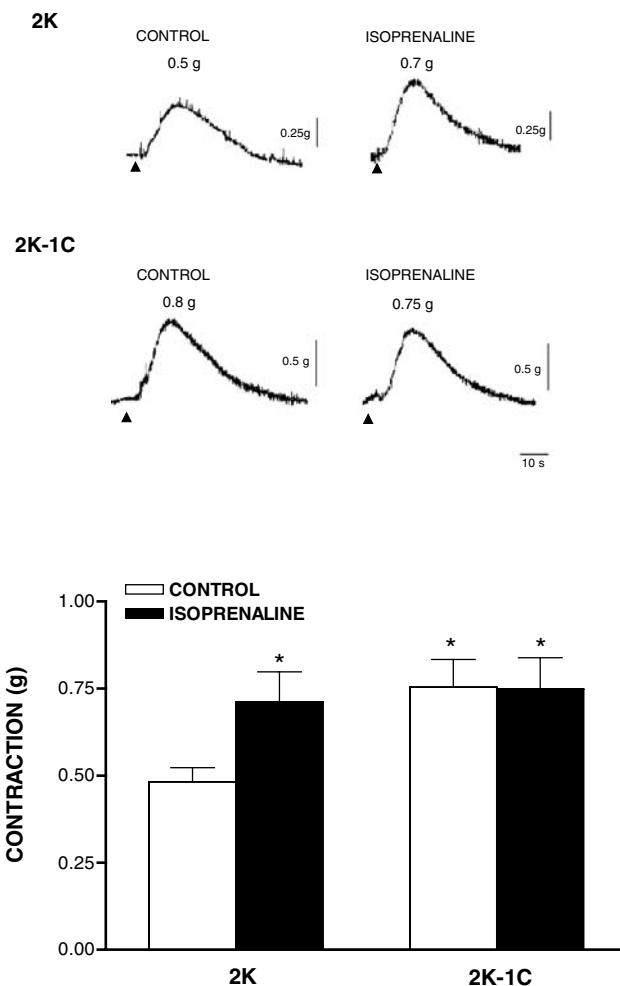 2K
CONTROL
ISOPRENALINE
0.5 g
0.7 g
0.25g
0.25g
2K-1C
CONTROL
ISOPRENALINE
0.8 g
0.75 g
0.5 g
0.5 g
10 s
CONTROL
ISOPRENALINE
1.00
0.75
0.50
0.25
0.00
CONTRACTION (g)
*
*
*
2K
2K-1C